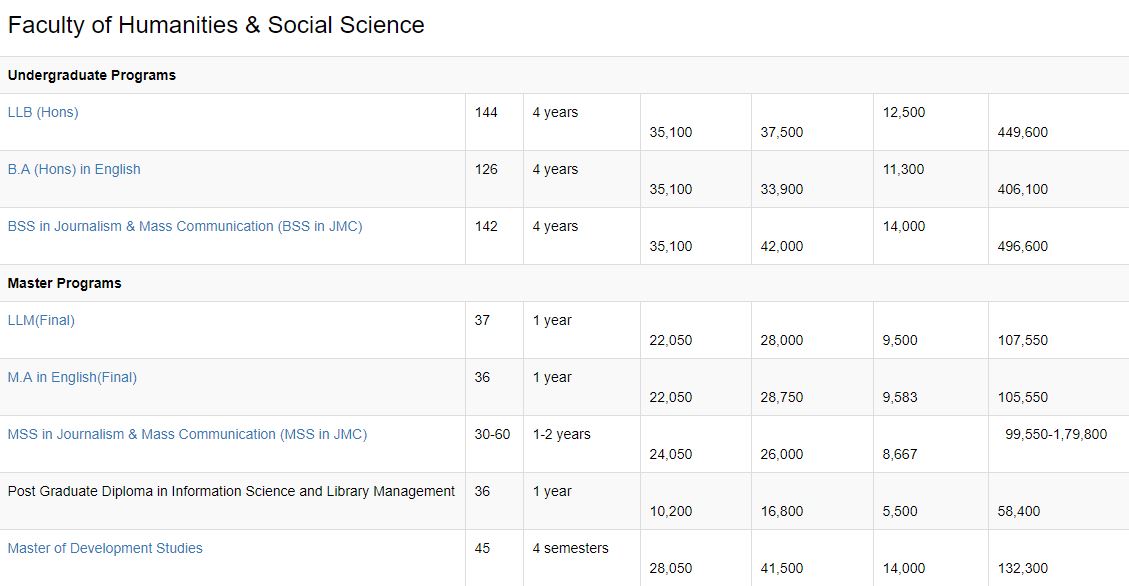 Faculty of Humanities & Social Science
Undergraduate Programs
LLB (Hons) 144 4 years 35,100 37,500 12,500 449,600
B.A (Hons) in English 126 4 years 35,100 33,900 11,300 406,100
BSS in Journalism & Mass Communication (BSS in JMC) 142 4 years 35,100 42,000 14,000 496,600
Master Programs
LLM(Final) 37 1 year 22,050 28,000 9,500 107,550
M.A in English(Final) 36 1 year 22,050 28,750 9,583 105,550
MSS in Journalism & Mass Communication (MSS in JMC) 30-60 1-2 years 24,050 26,000 8,667 99,550-1,79,800
Post Graduate Diploma in Information Science and Library Management 36 1 year 10,200 16,800 5,500 58,400
Master of Development Studies 45 4 semesters 28,050 41,500 14,000 132,300